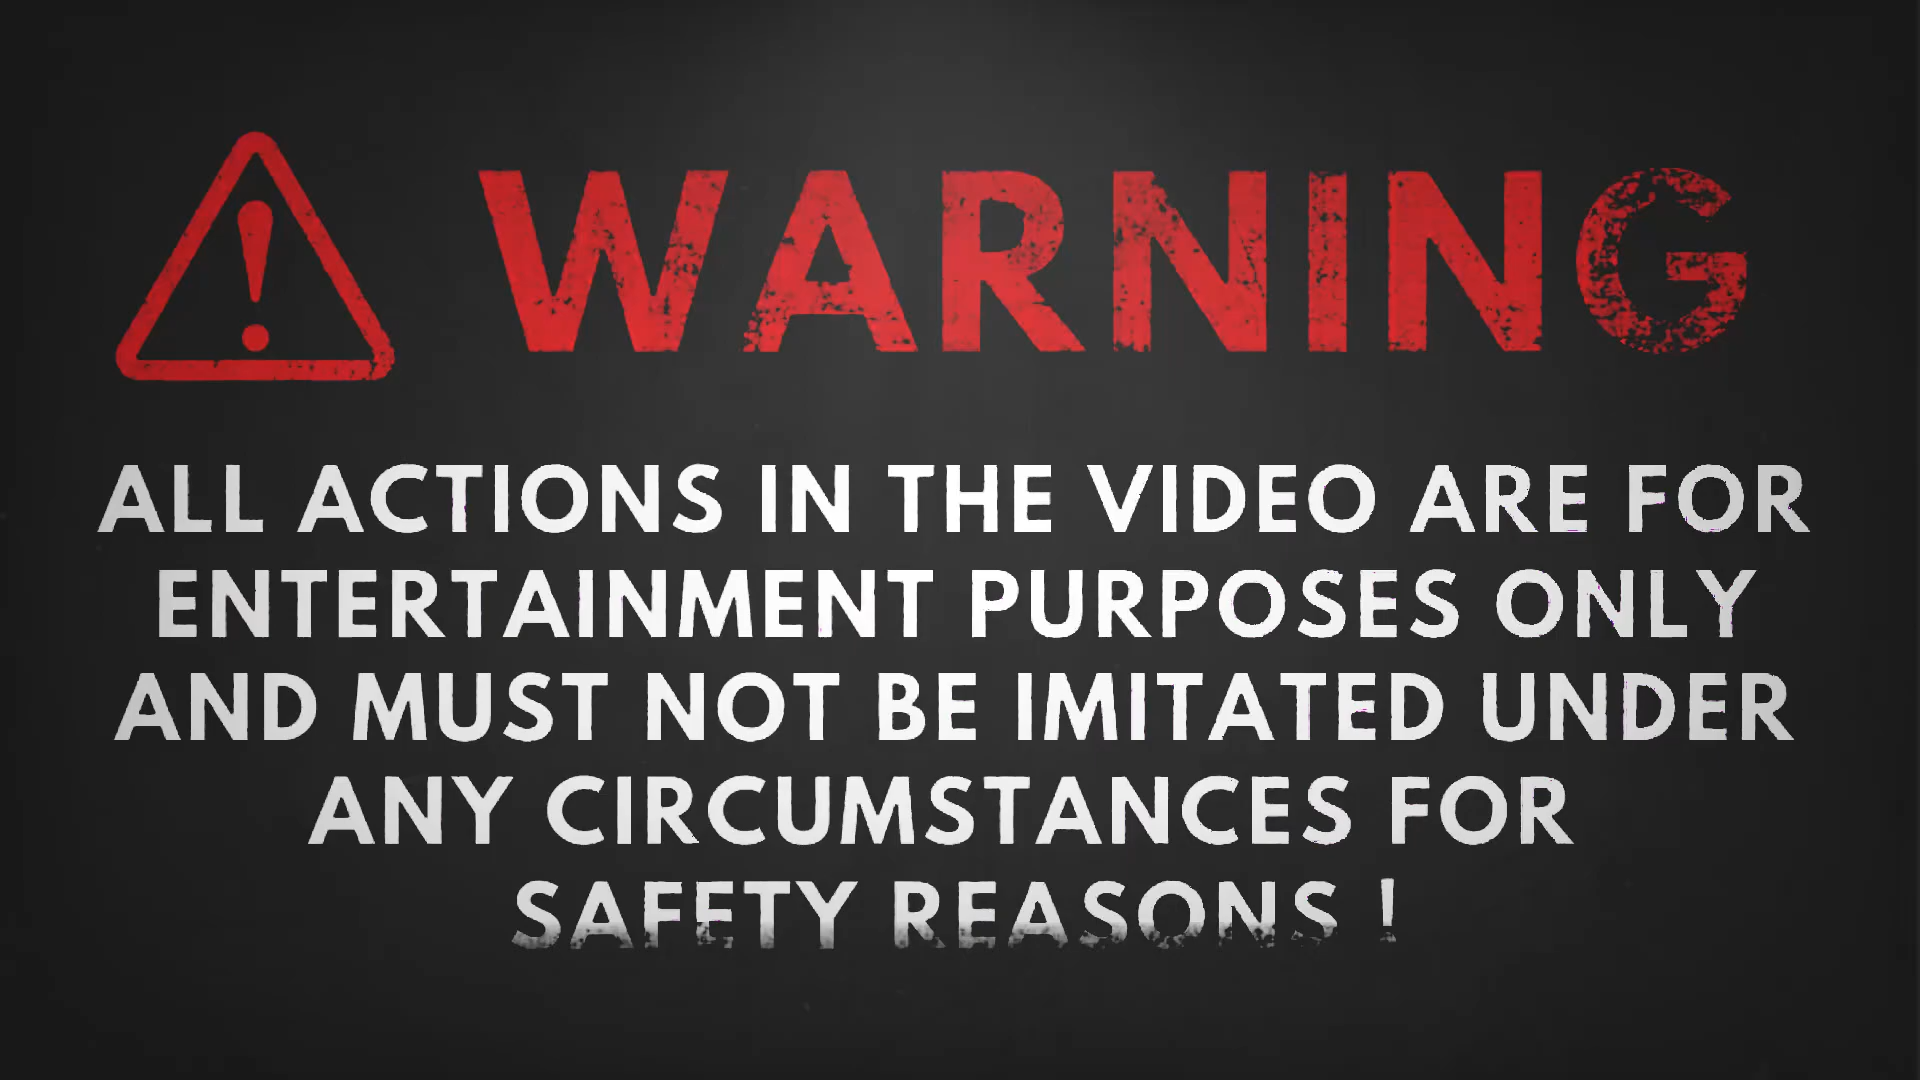 WARNING
ALL ACTIONS IN THE VIDEO ARE FOR
ENTERTAINMENT PURPOSES ONLY
AND MUST NOT BE IMITATED UNDER
ANY CIRCUMSTANCES FOR
SAFETY REASONS !